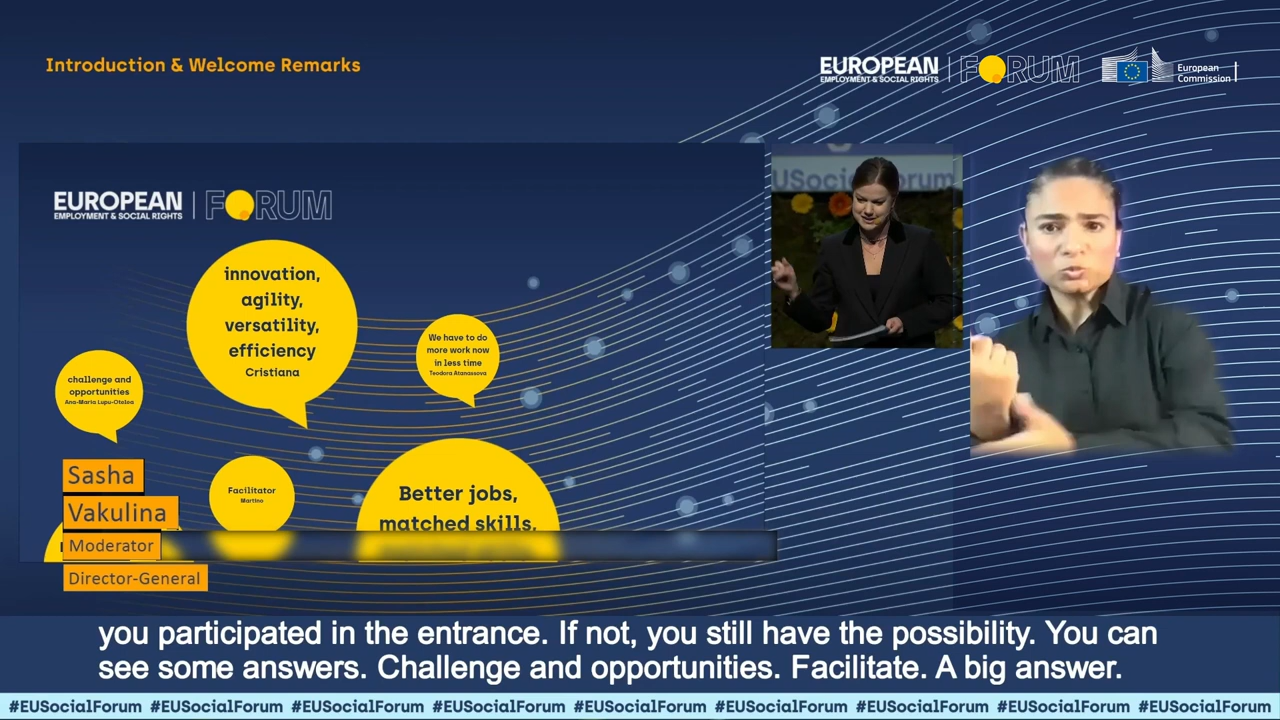 Introduction & Welcome Remarks
EUROPEAN
EMPLOYMENT & SOCIAL RIGHTS
FORUM
European
Commission
EUROPEAN
EMPLOYMENT & SOCIAL RIGHTS
FORUM
USocialForum
innovation,
agility,
versatility,
efficiency
Cristiana
We have to do
more work now
in less time
Teodora Atanassova
challenge and
opportunities
Ana-Maria Lupu-Otelea
Facilitator
Martino
Better jobs,
matched skills,
Sasha
Vakulina
Moderator
Director-General
you participated in the entrance. If not, you still have the possibility. You can
see some answers. Challenge and opportunities. Facilitate. A big answer.
#EUSocialForum #EUSocialForum #EUSocialForum #EUSocialForum #EUSocialForum #EUSocialForum #EUSocialForum #EUSocialForum #EUSocialForum